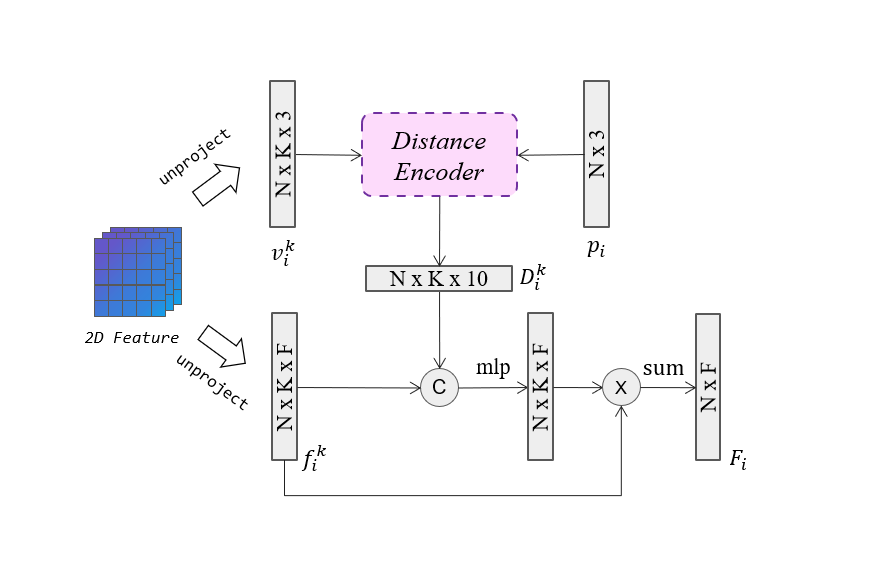 unproject
N x K x 3
v_i^k
Distance
Encoder
N x 3
p_i
N x K x 10
D_i^k
2D Feature
unproject
N x K x F
f_i^k
C
mlp
N x K x F
X
sum
N x F
F_i